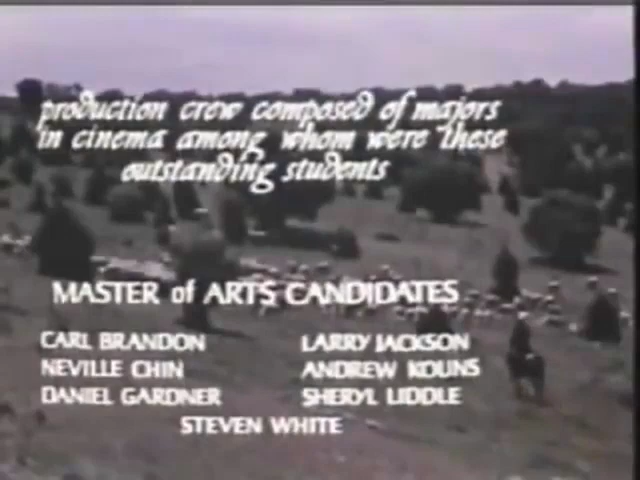 production crew composed of majors
in cinema among whom were these
outstanding students
MASTER of ARTS CANDIDATES
CARL BRANDON LARRY JACKSON
NEVILLE CHIN ANDREW KOUNS
DANIEL GARDNER SHERYL LIDDLE
STEVEN WHITE